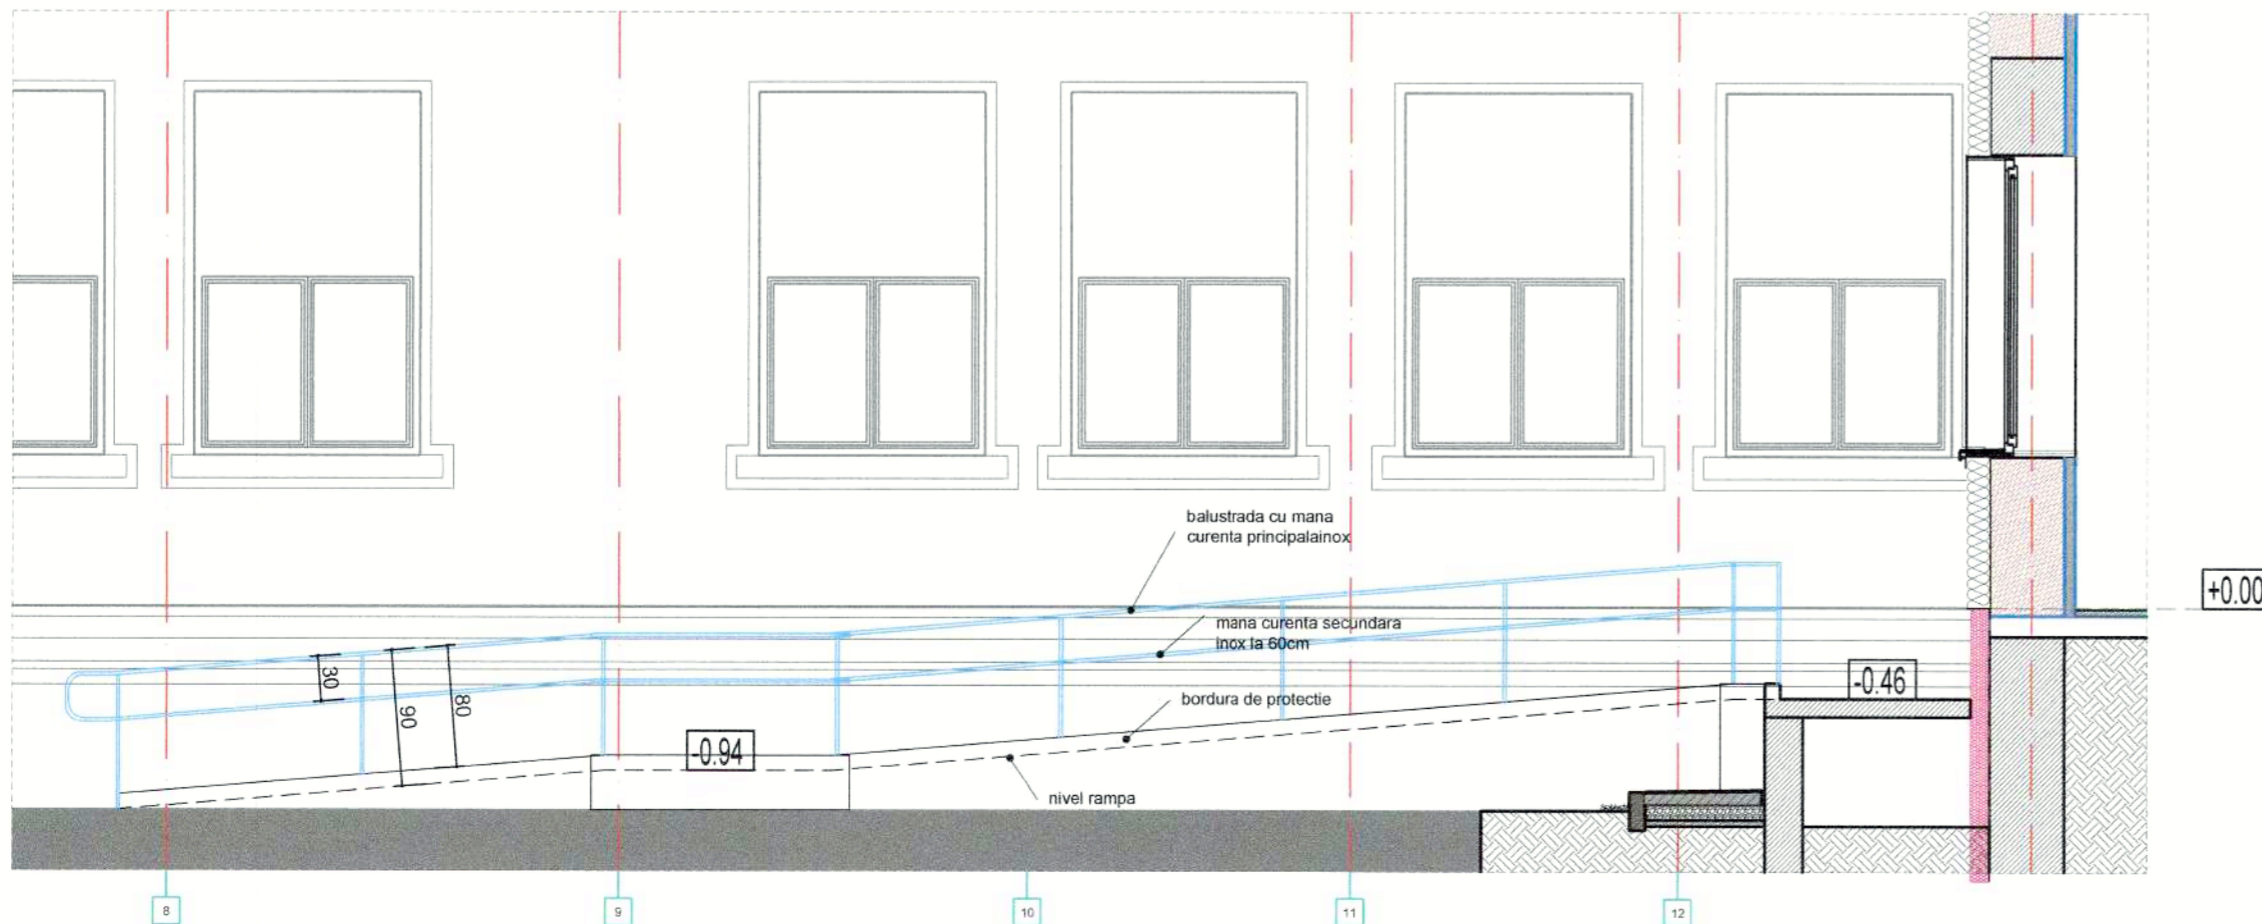 balustrada cu mana
curenta principalainox
+0.00
mana curenta secundara
inox la 60cm
30
90
80
-0.46
bordura de protectie
-0.94
nivel rampa
8
9
10
11
12